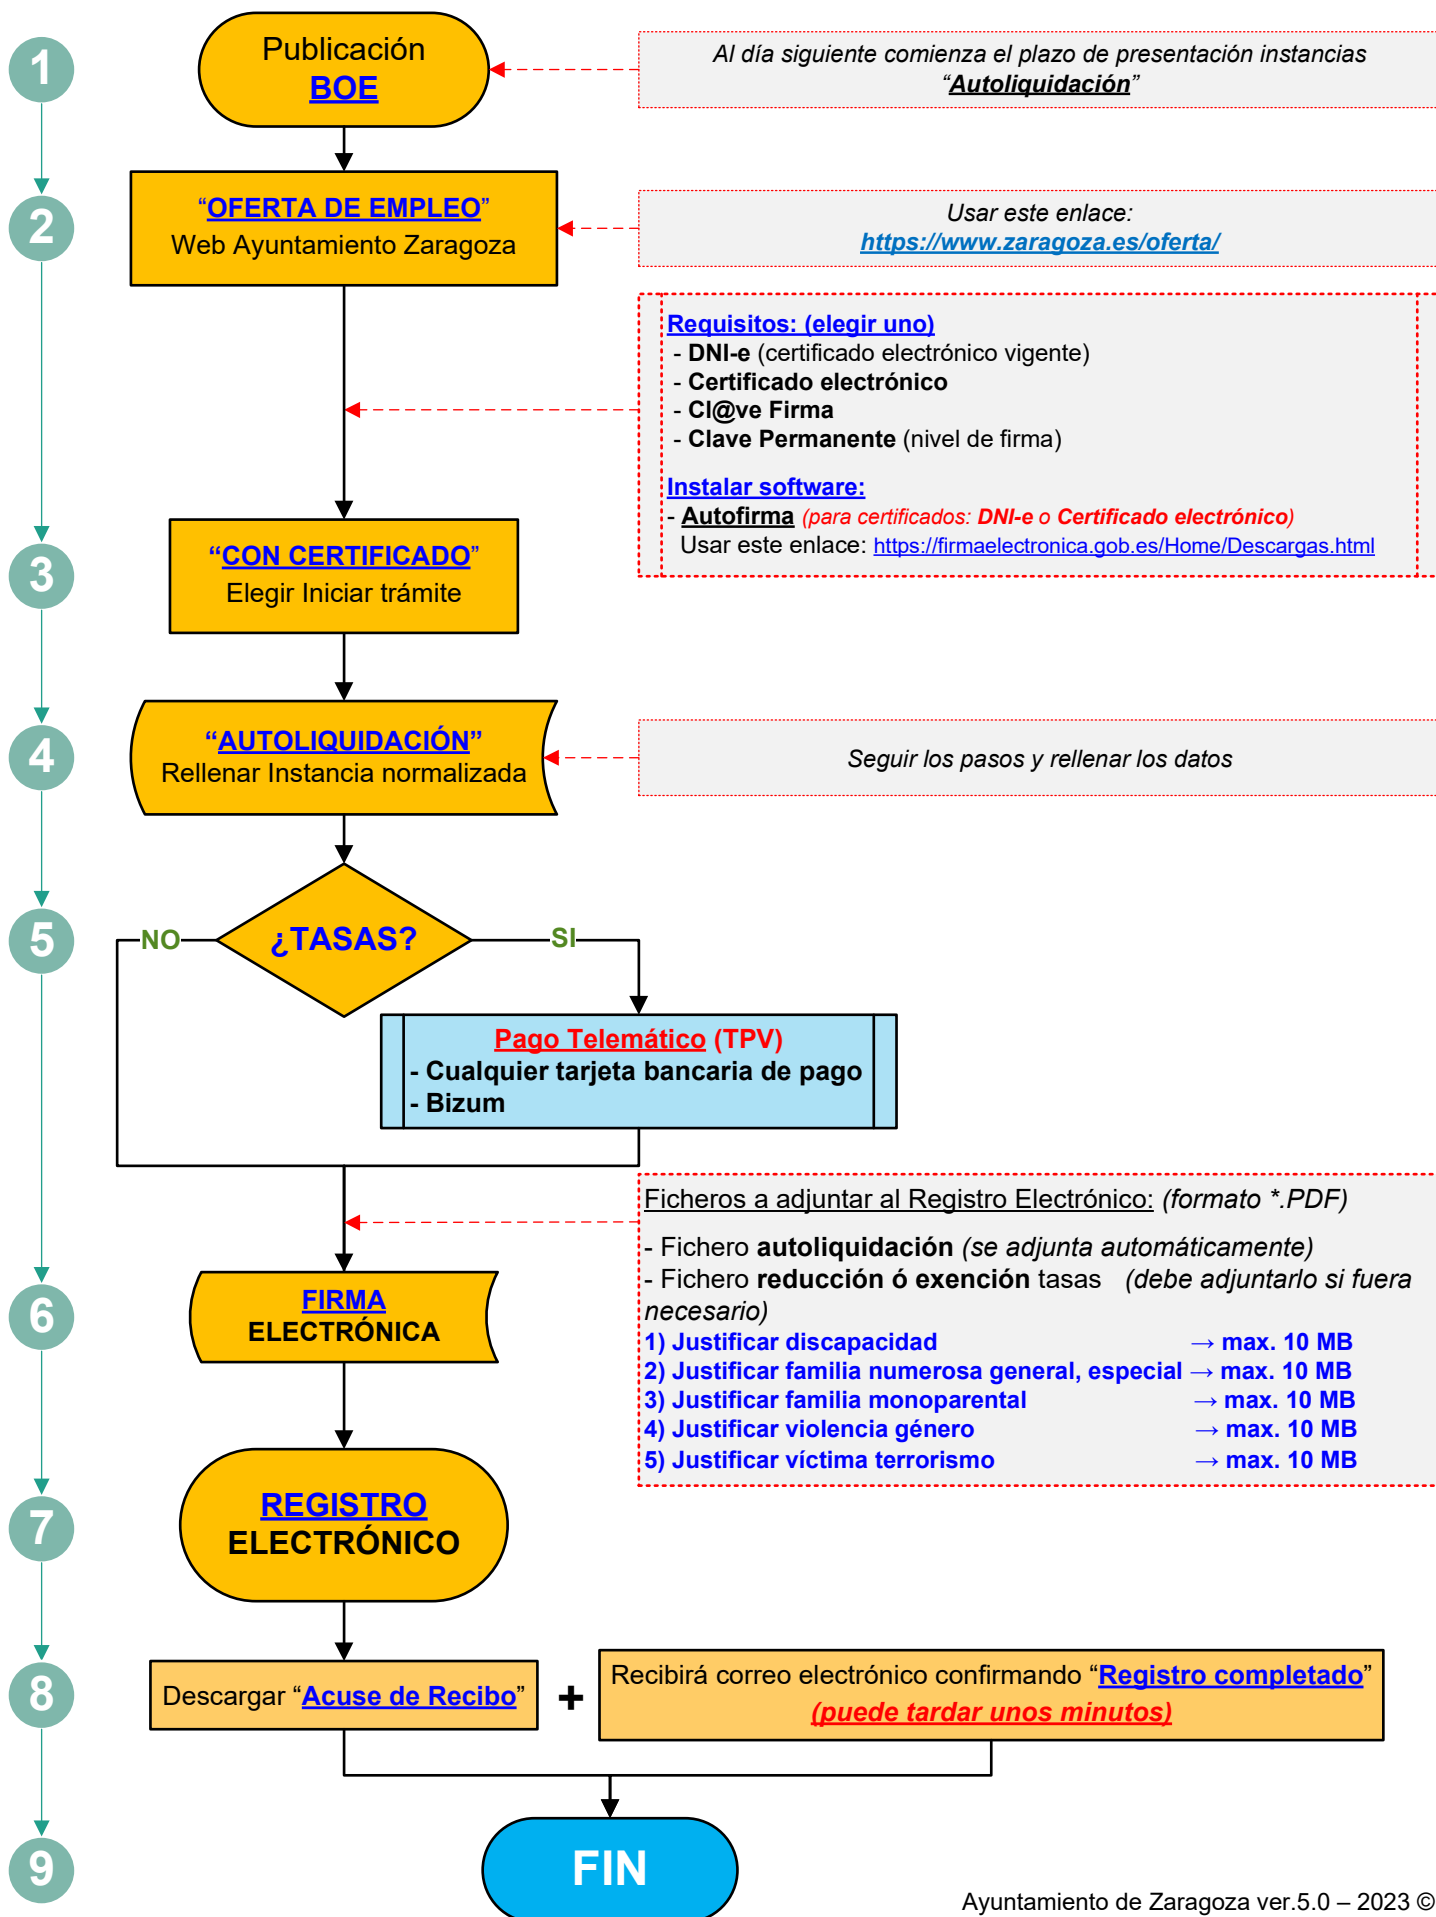 1
Publicación
BOE
Al día siguiente comienza el plazo de presentación instancias
“Autoliquidación”
2
“OFERTA DE EMPLEO”
Web Ayuntamiento Zaragoza
Usar este enlace:
https://www.zaragoza.es/oferta/
Requisitos: (elegir uno)
- DNI-e (certificado electrónico vigente)
- Certificado electrónico
- Cl@ve Firma
- Clave Permanente (nivel de firma)
Instalar software:
- Autofirma (para certificados: DNI-e o Certificado electrónico)
Usar este enlace: https://firmaelectronica.gob.es/Home/Descargas.html
3
“CON CERTIFICADO”
Elegir Iniciar trámite
4
“AUTOLIQUIDACIÓN”
Rellenar Instancia normalizada
Seguir los pasos y rellenar los datos
5
NO
¿TASAS?
SI
Pago Telemático (TPV)
- Cualquier tarjeta bancaria de pago
- Bizum
Ficheros a adjuntar al Registro Electrónico: (formato *.PDF)
- Fichero autoliquidación (se adjunta automáticamente)
- Fichero reducción ó exención tasas (debe adjuntarlo si fuera
necesario)
1) Justificar discapacidad → max. 10 MB
2) Justificar familia numerosa general, especial → max. 10 MB
3) Justificar familia monoparental → max. 10 MB
4) Justificar violencia género → max. 10 MB
5) Justificar víctima terrorismo → max. 10 MB
6
FIRMA
ELECTRÓNICA
7
REGISTRO
ELECTRÓNICO
8
Descargar “Acuse de Recibo”
+
Recibirá correo electrónico confirmando “Registro completado”
(puede tardar unos minutos)
9
FIN
Ayuntamiento de Zaragoza ver.5.0 – 2023 ©